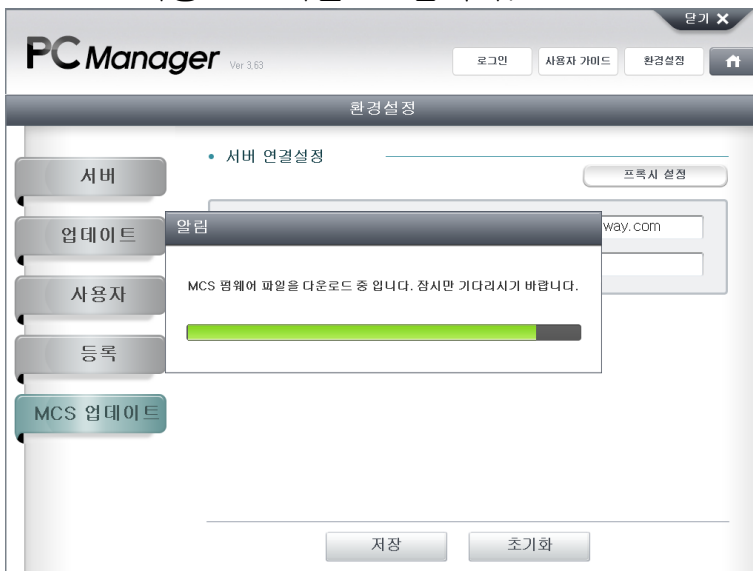 닫기 X
PC Manager Ver 3.63
로그인 사용자 가이드 환경설정
환경설정
서버
업데이트
사용자
등록
MCS 업데이트
• 서버 연결설정
프록시 설정
way.com
알림
MCS 펌웨어 파일을 다운로드 중 입니다. 잠시만 기다리시기 바랍니다.
저장 초기화